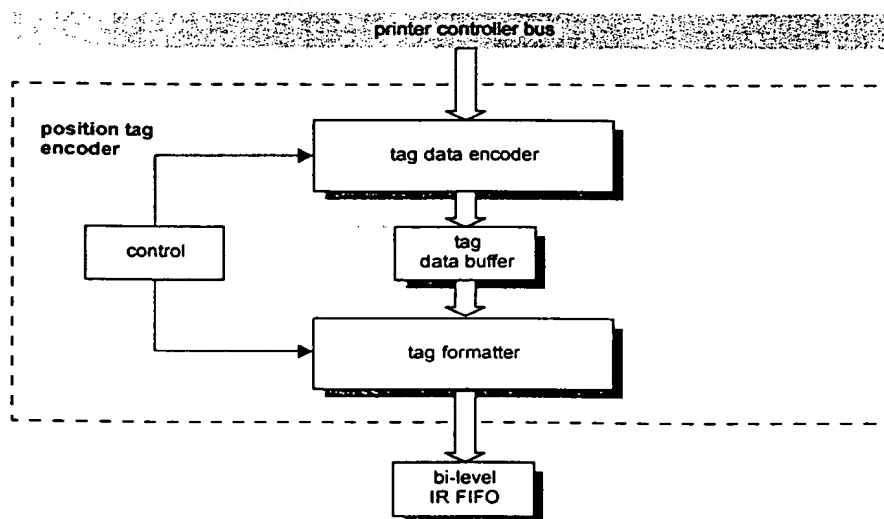 printer controller bus
position tag
encoder
tag data encoder
control
tag
data buffer
tag formatter
bi-level
IR FIFO